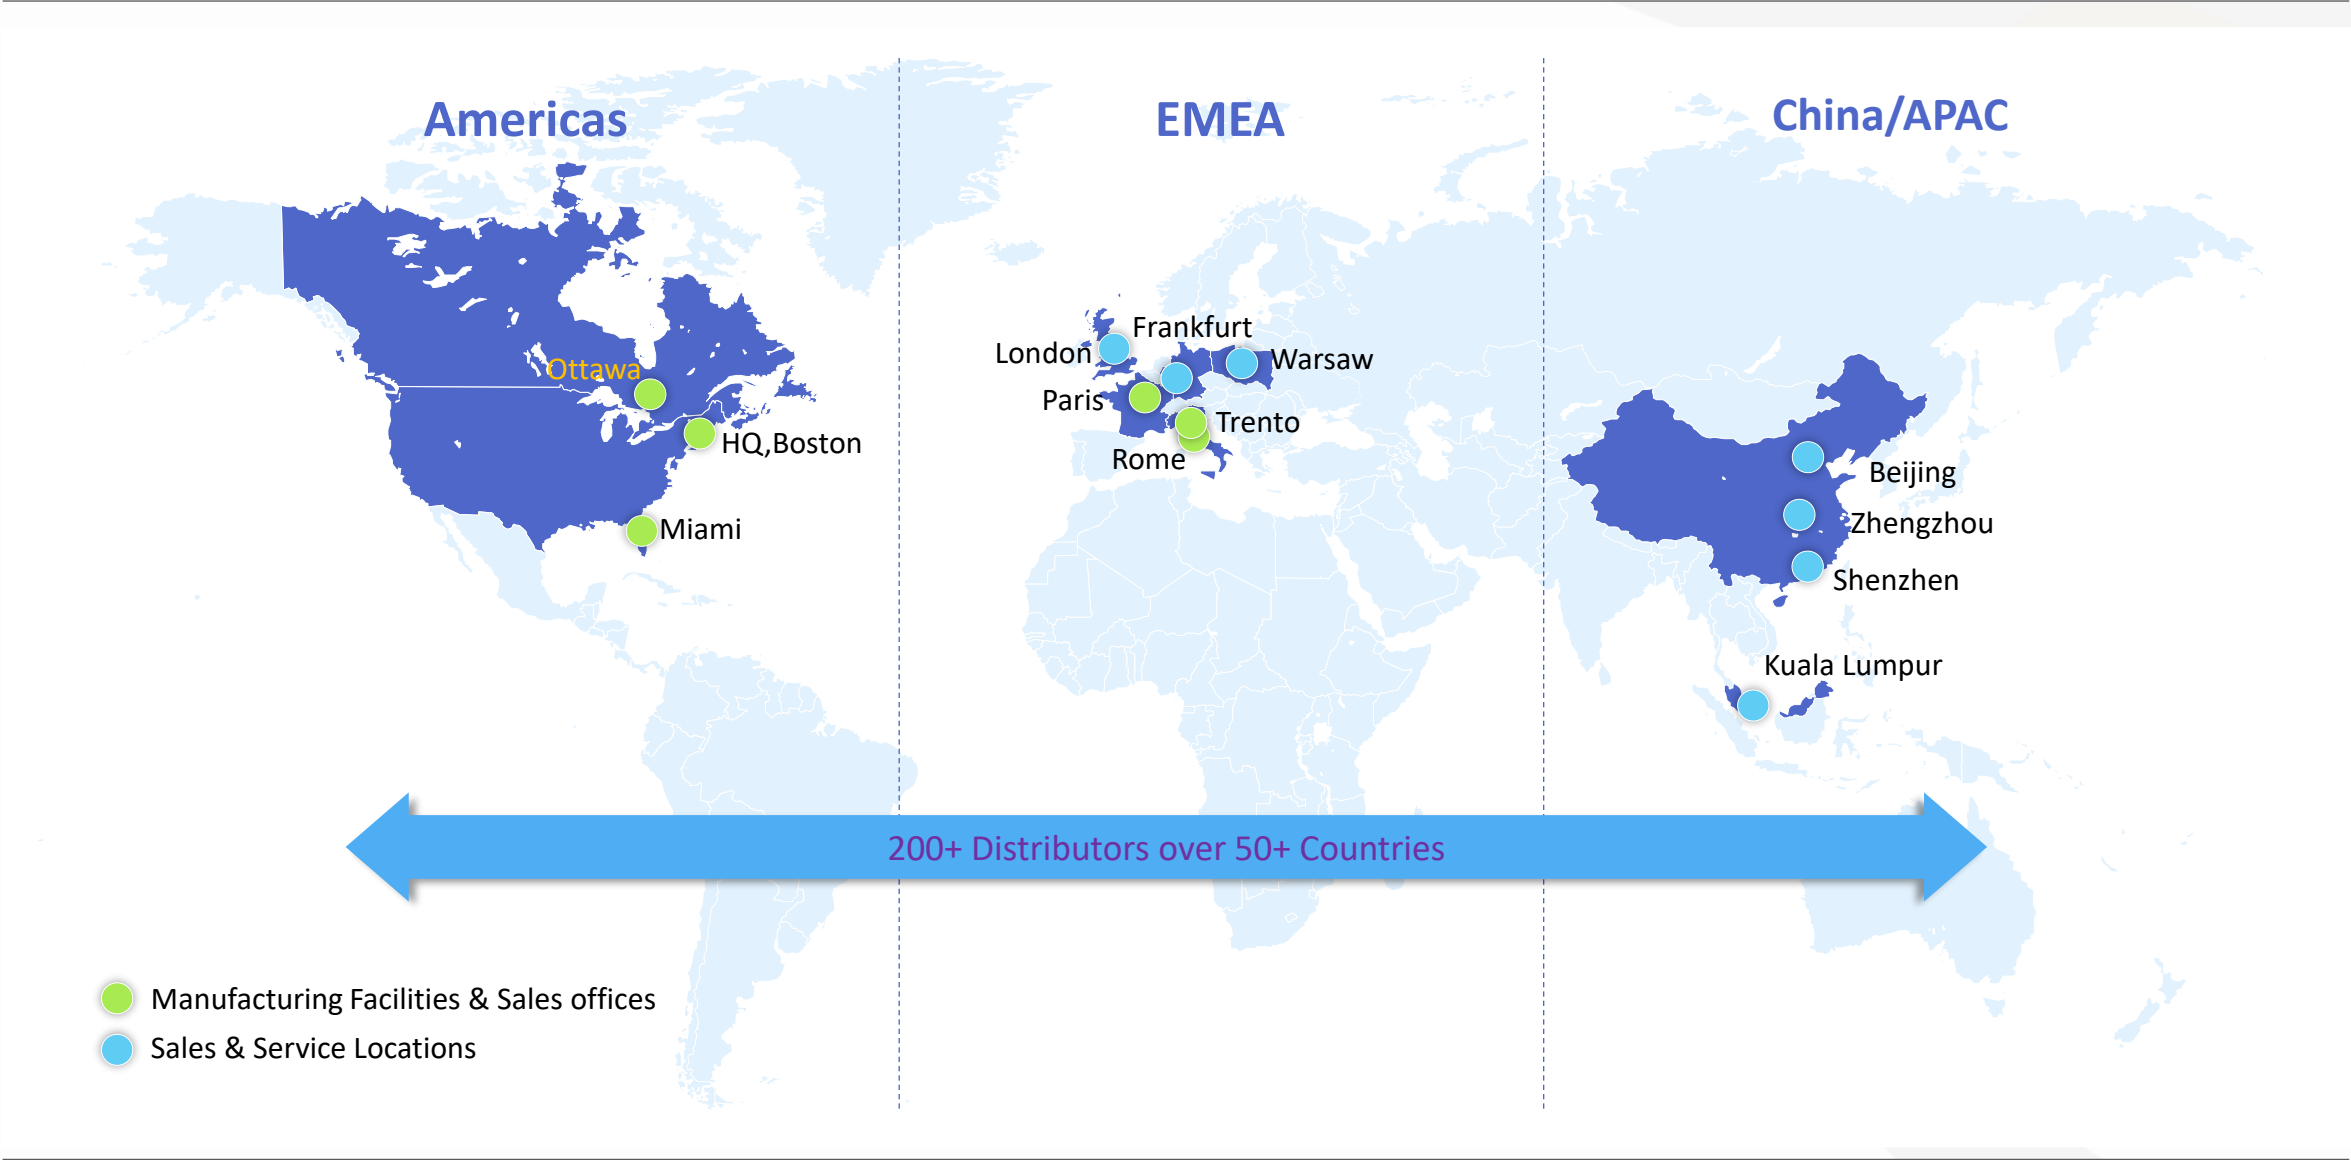 Americas
EMEA
China/APAC
Ottawa
HQ,Boston
Miami
Frankfurt
London
Warsaw
Paris
Trento
Rome
Beijing
Zhengzhou
Shenzhen
Kuala Lumpur
200+ Distributors over 50+ Countries
Manufacturing Facilities & Sales offices
Sales & Service Locations